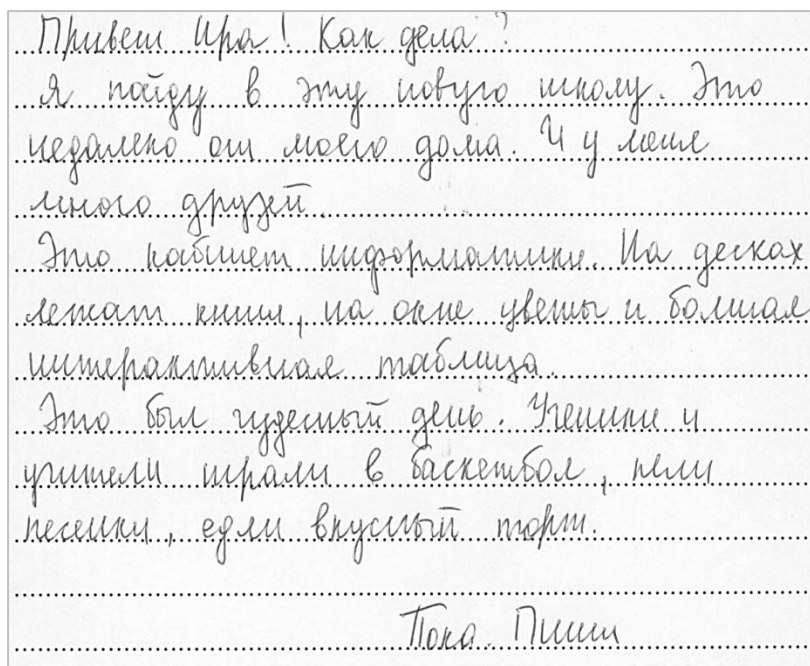 Привет Ира! Как дела?
Я пойду в эту новую школу. Это
недалеко от моего дома. И у меня
много друзей.
Это кабинет информатики. На десках
лежат книги, на окне цветы и болшая
интерактивная таблица.
Это был чудесный день. Ученики и
учители играли в баскетбол, пели
песенки, едли вкусный торт.
Пока. Пиши